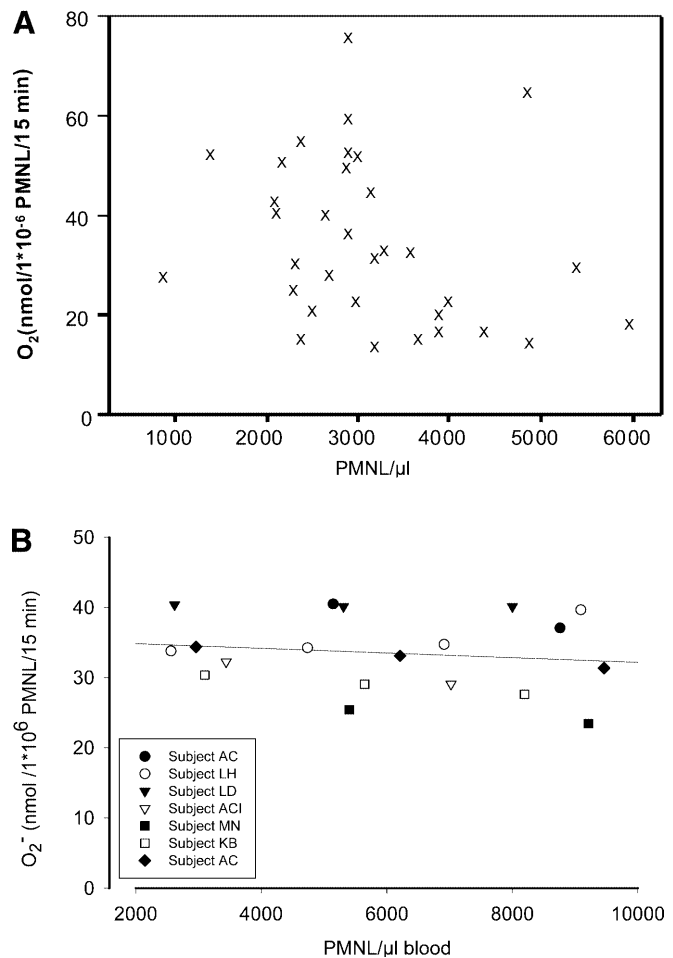 A
80
60
40
20
0
O₂(nmol/1*10⁻⁶ PMNL/15 min)
1000 2000 3000 4000 5000 6000
PMNL/µl
B
50
40
30
20
10
0
O₂⁻ (nmol /1*10⁶ PMNL/15 min)
Subject AC
Subject LH
Subject LD
Subject ACI
Subject MN
Subject KB
Subject AC
2000 4000 6000 8000 10000
PMNL/µl blood